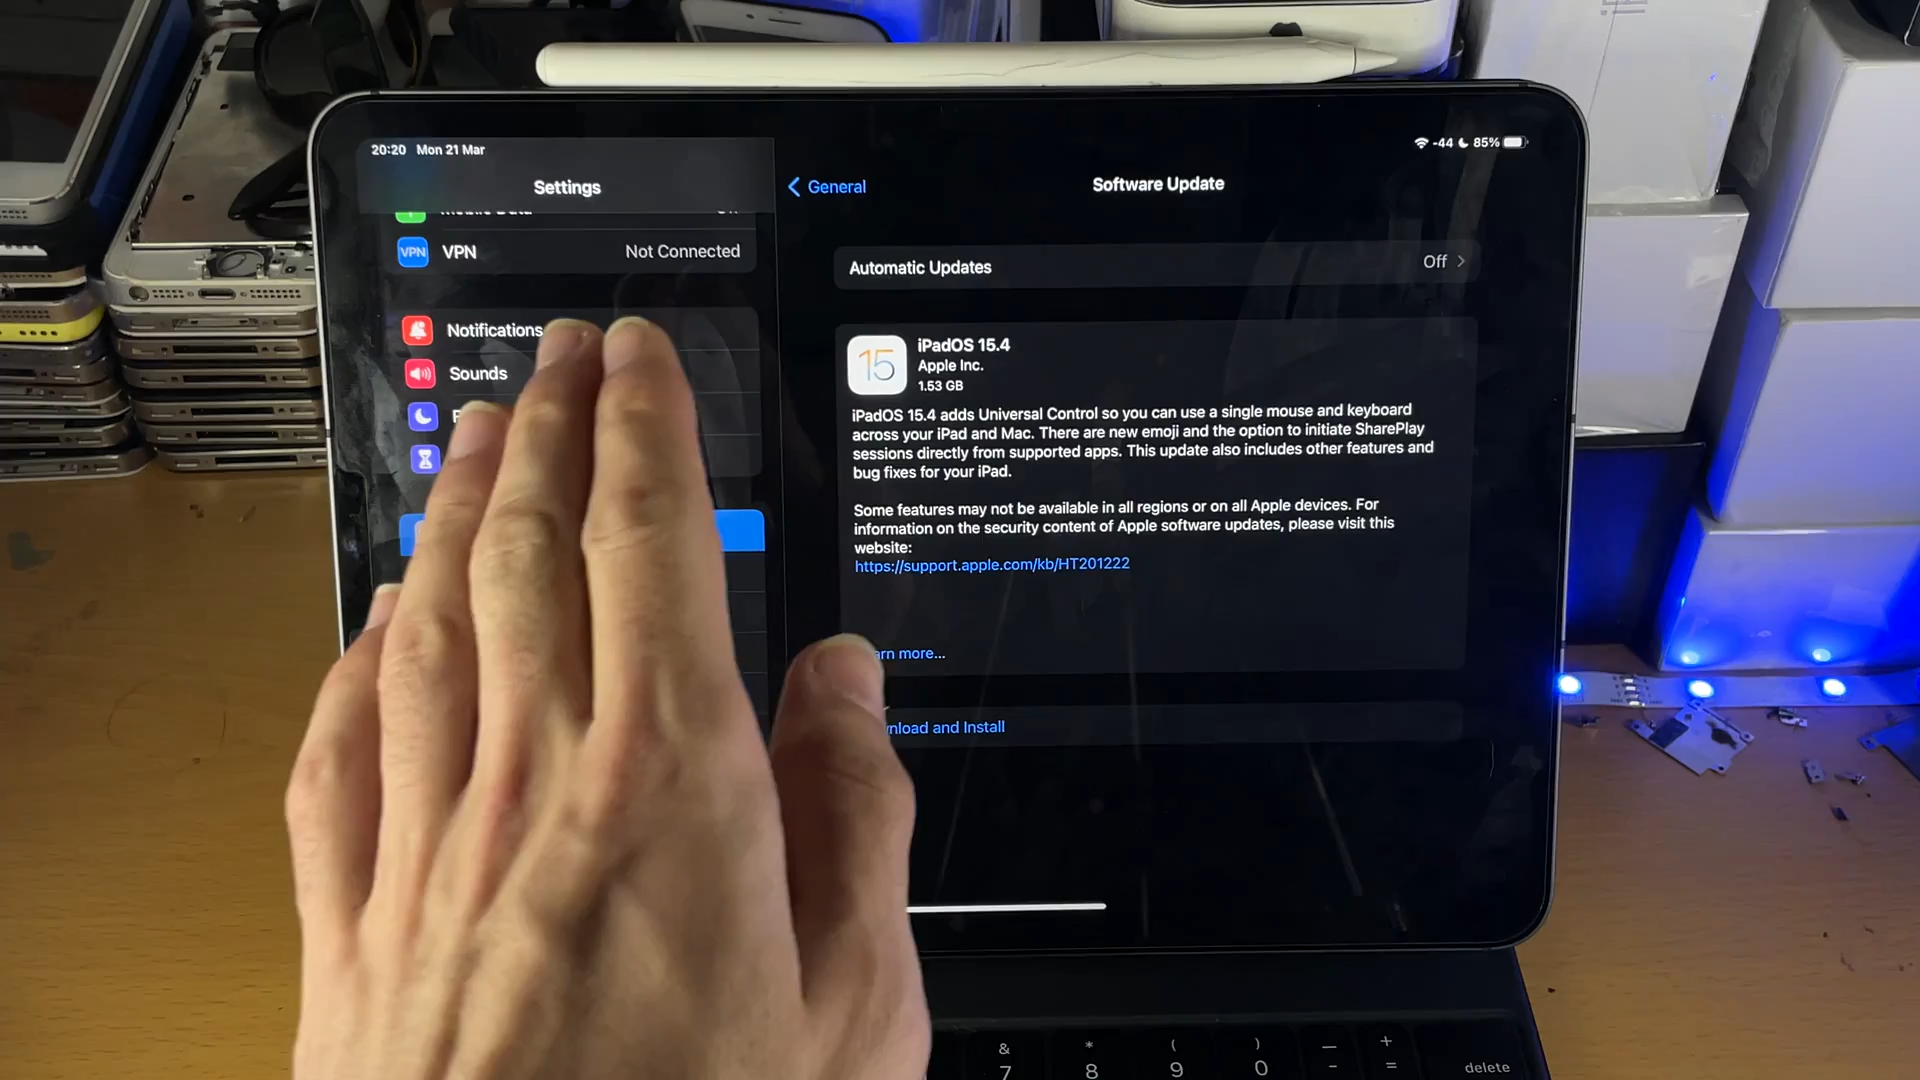 20:20 Mon 21 Mar
-44 85%
Settings
General
Software Update
VPN VPN Not Connected
Automatic Updates Off
Notifications
Sounds
15
iPadOS 15.4
Apple Inc.
1.53 GB
iPadOS 15.4 adds Universal Control so you can use a single mouse and keyboard
across your iPad and Mac. There are new emoji and the option to initiate SharePlay
sessions directly from supported apps. This update also includes other features and
bug fixes for your iPad.
Some features may not be available in all regions or on all Apple devices. For
information on the security content of Apple software updates, please visit this
website:
https://support.apple.com/kb/HT201222
more...
and Install
& * ( ) — +
7 8 9 0 - = delete